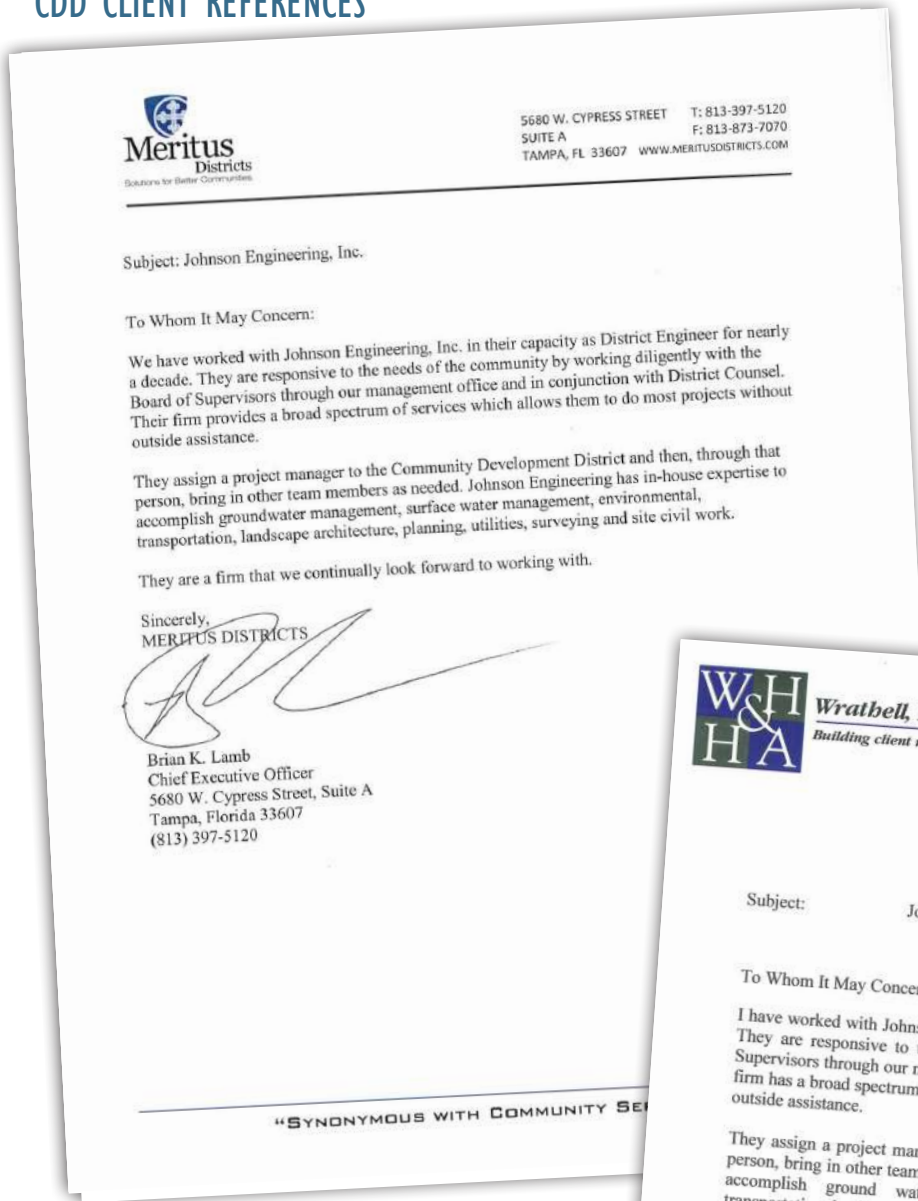 CDD CLIENT REFERENCES
Meritus
Districts
Solutions for Better Communities
5680 W. CYPRESS STREET T: 813-397-5120
SUITE A F: 813-873-7070
TAMPA, FL 33607 WWW.MERITUSDISTRICTS.COM
Subject: Johnson Engineering, Inc.
To Whom It May Concern:
We have worked with Johnson Engineering, Inc. in their capacity as District Engineer for nearly
a decade. They are responsive to the needs of the community by working diligently with the
Board of Supervisors through our management office and in conjunction with District Counsel.
Their firm provides a broad spectrum of services which allows them to do most projects without
outside assistance.
They assign a project manager to the Community Development District and then, through that
person, bring in other team members as needed. Johnson Engineering has in-house expertise to
accomplish groundwater management, surface water management, environmental,
transportation, landscape architecture, planning, utilities, surveying and site civil work.
They are a firm that we continually look forward to working with.
Sincerely,
MERITUS DISTRICTS
Brian K. Lamb
Chief Executive Officer
5680 W. Cypress Street, Suite A
Tampa, Florida 33607
(813) 397-5120
"SYNONYMOUS WITH COMMUNITY
W H & H A
Wrathell,
Building client
Subject:
To Whom It May
I have worked with
They are responsive to
Supervisors through our
firm has a broad spectrum
outside assistance.
They assign a project
person, bring in other team
accomplish ground